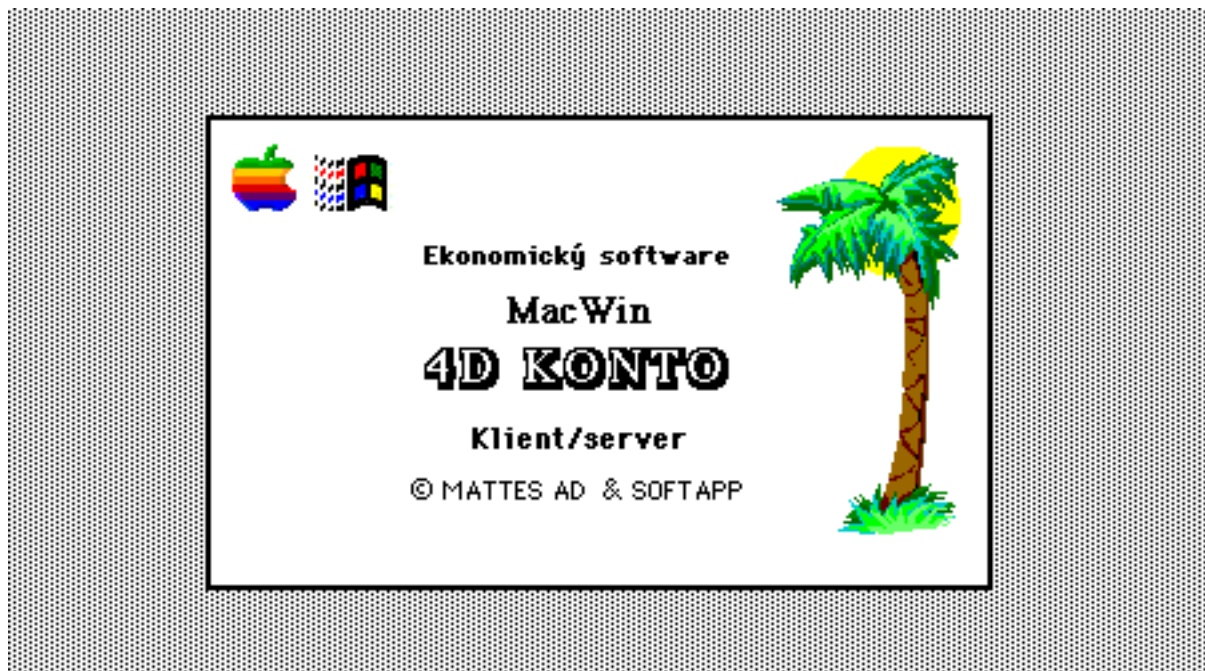 Ekonomický software
MacWin
4D KONTO
Klient/server
© MATTES AD & SOFTAPP